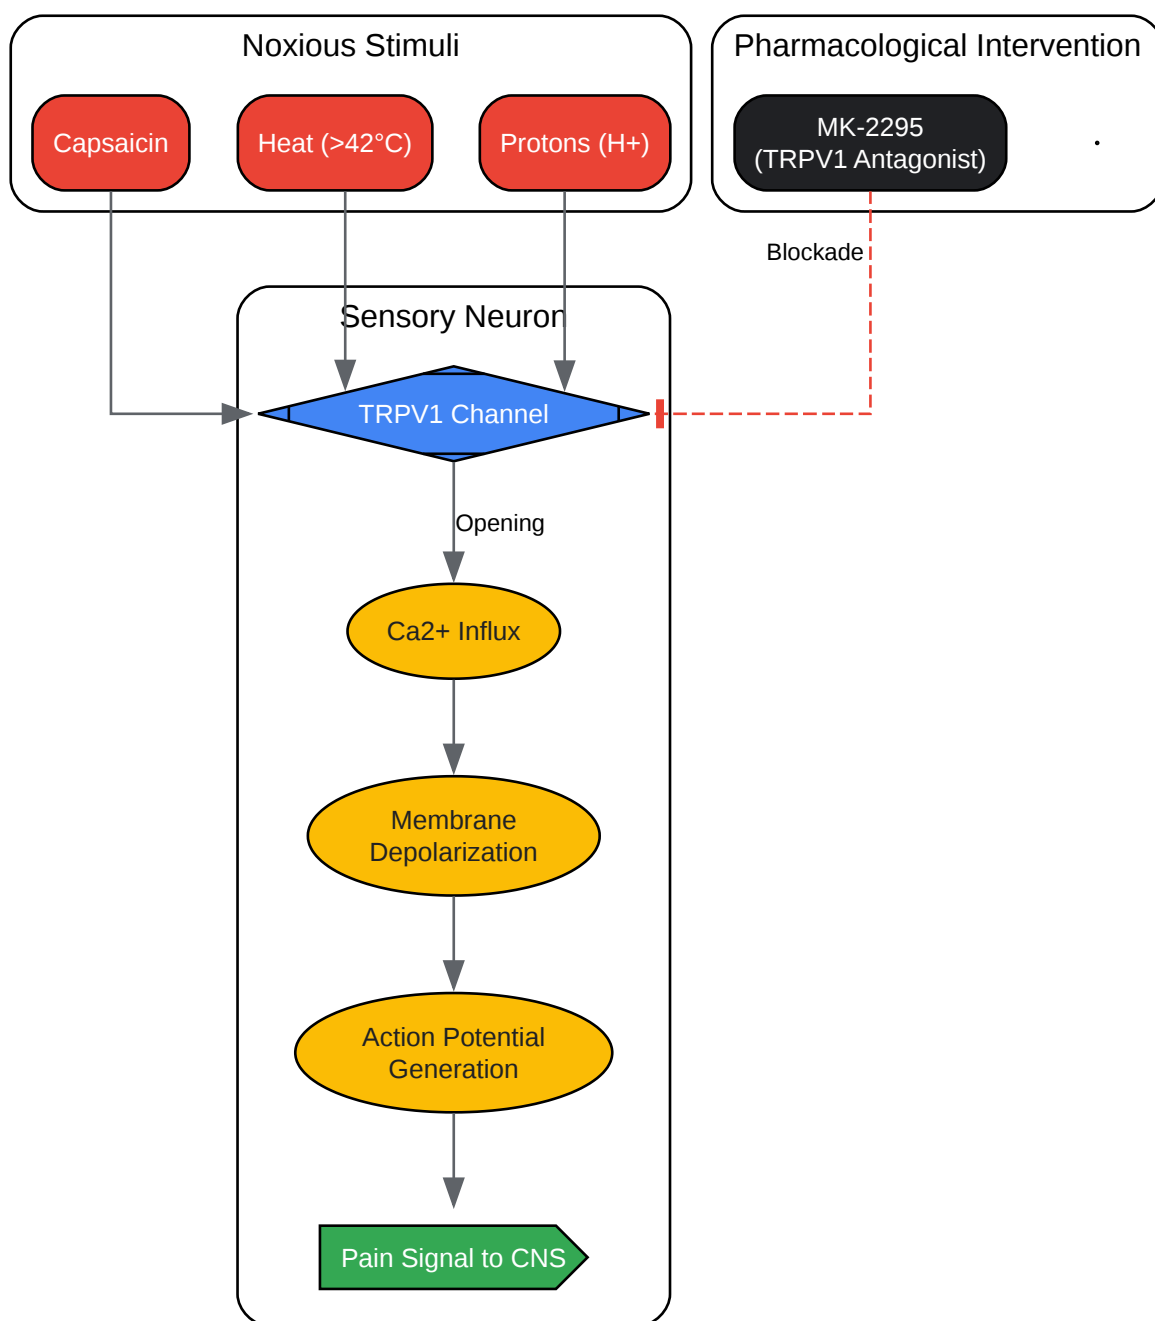 Noxious Stimuli
Pharmacological Intervention
Capsaicin
Heat (>42°C)
Protons (H+)
MK-2295
(TRPV1 Antagonist)
Blockade
Sensory Neuron
TRPV1 Channel
Opening
Ca2+ Influx
Membrane
Depolarization
Action Potential
Generation
Pain Signal to CNS